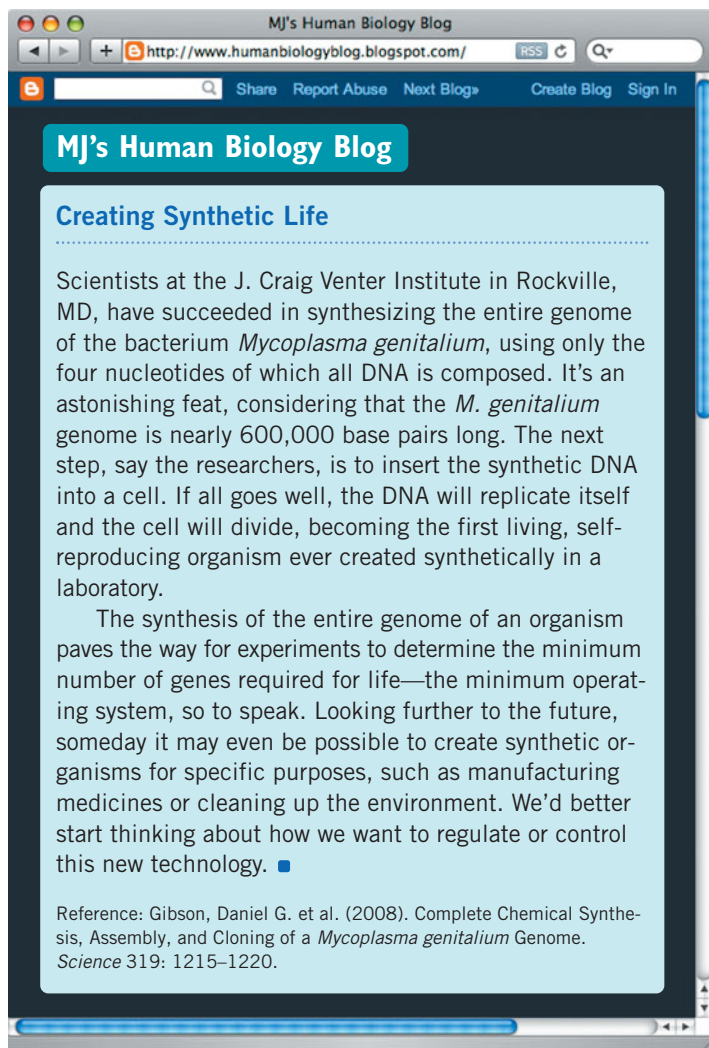 MJ's Human Biology Blog
http://www.humanbiologyblog.blogspot.com/ RSS
Share Report Abuse Next Blog» Create Blog Sign In
MJ's Human Biology Blog
Creating Synthetic Life
Scientists at the J. Craig Venter Institute in Rockville,
MD, have succeeded in synthesizing the entire genome
of the bacterium Mycoplasma genitalium, using only the
four nucleotides of which all DNA is composed. It's an
astonishing feat, considering that the M. genitalium
genome is nearly 600,000 base pairs long. The next
step, say the researchers, is to insert the synthetic DNA
into a cell. If all goes well, the DNA will replicate itself
and the cell will divide, becoming the first living, self-
reproducing organism ever created synthetically in a
laboratory.
The synthesis of the entire genome of an organism
paves the way for experiments to determine the minimum
number of genes required for life—the minimum operat-
ing system, so to speak. Looking further to the future,
someday it may even be possible to create synthetic or-
ganisms for specific purposes, such as manufacturing
medicines or cleaning up the environment. We'd better
start thinking about how we want to regulate or control
this new technology.
Reference: Gibson, Daniel G. et al. (2008). Complete Chemical Synthe-
sis, Assembly, and Cloning of a Mycoplasma genitalium Genome.
Science 319: 1215–1220.